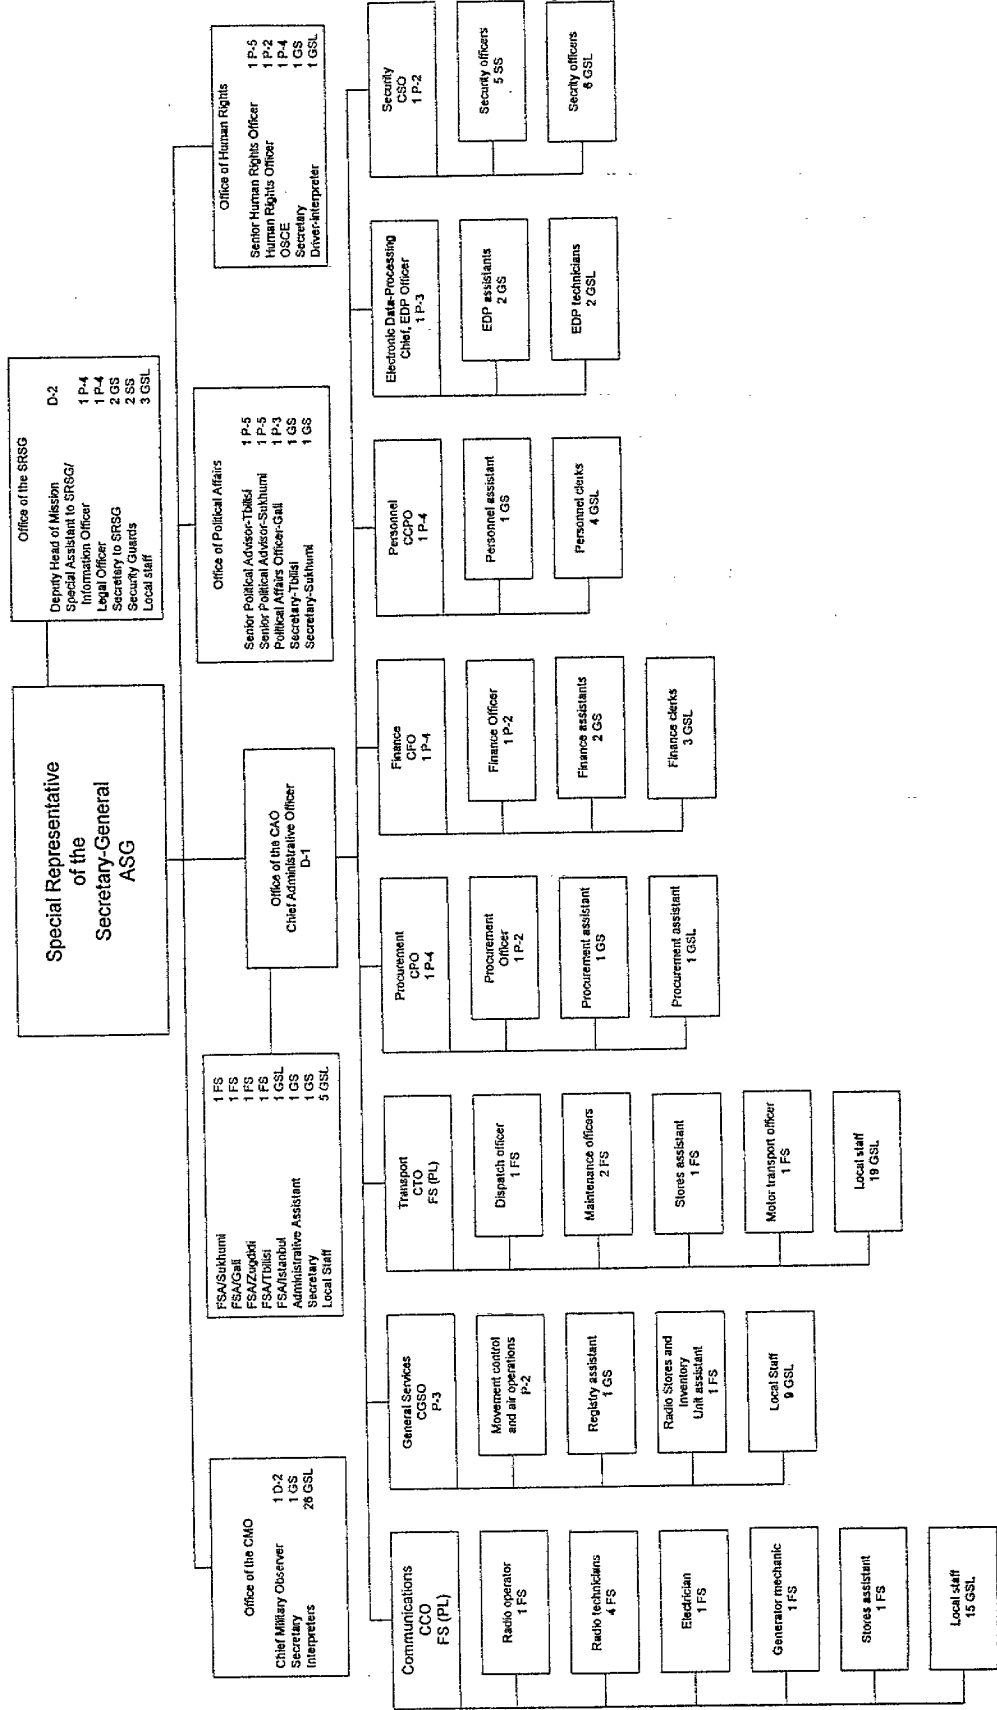 Special Representative
of the
Secretary-General
ASG
Office of the SRSG
Deputy Head of Mission D-2
Special Assistant to SRSG/
Information Officer 1 P-4
Legal Officer 1 P-4
Secretary to SRSG 2 GS
Security Guards 2 SS
Local staff 3 GSL
Office of the CMO
Chief Military Observer 1 D-2
Secretary 1 GS
Interpreters 26 GSL
FSA/Sukhumi 1 FS
FSA/Gali 1 FS
FSA/Zugdidi 1 FS
FSA/Tbilisi 1 FS
FSA/Istanbul 1 GSL
Administrative Assistant 1 GS
Secretary 1 GS
Local Staff 5 GSL
Office of the CAO
Chief Administrative Officer
D-1
Office of Political Affairs
Senior Political Advisor-Tbilisi 1 P-5
Senior Political Advisor-Sukhumi 1 P-5
Political Affairs Officer-Gali 1 P-3
Secretary-Tbilisi 1 GS
Secretary-Sukhumi 1 GS
Office of Human Rights
Senior Human Rights Officer 1 P-5
Human Rights Officer 1 P-2
OSCE 1 P-4
Secretary 1 GS
Driver-interpreter 1 GSL
Communications
CCO
FS (PL)
Radio operator
1 FS
Radio technicians
4 FS
Electrician
1 FS
Generator mechanic
1 FS
Stores assistant
1 FS
Local staff
15 GSL
General Services
CGSO
P-3
Movement control
and air operations
P-2
Registry assistant
1 GS
Radio Stores and
Inventory
Unit assistant
1 FS
Local Staff
9 GSL
Transport
CTO
FS (PL)
Dispatch officer
1 FS
Maintenance officers
2 FS
Stores assistant
1 FS
Motor transport officer
1 FS
Local staff
19 GSL
Procurement
CPO
1 P-4
Procurement
Officer
1 P-2
Procurement assistant
1 GS
Procurement assistant
1 GSL
Finance
CFO
1 P-4
Finance Officer
1 P-2
Finance assistants
2 GS
Finance clerks
3 GSL
Personnel
CCPO
1 P-4
Personnel assistant
1 GS
Personnel clerks
4 GSL
Electronic Data-Processing
Chief, EDP Officer
1 P-3
EDP assistants
2 GS
EDP technicians
2 GSL
Security
CSO
1 P-2
Security officers
5 SS
Secrity officers
6 GSL